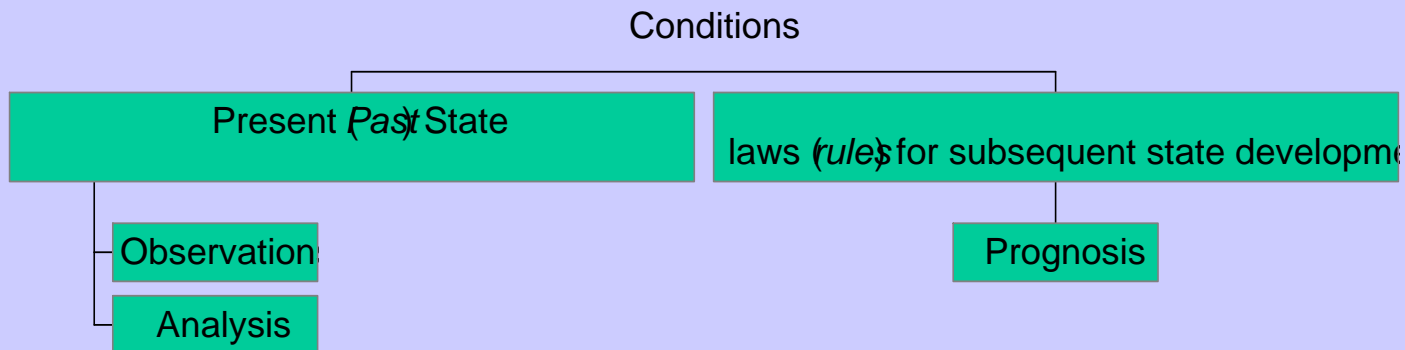 Conditions
Present (Past) State
laws (rules) for subsequent state developme
Observation
Analysis
Prognosis